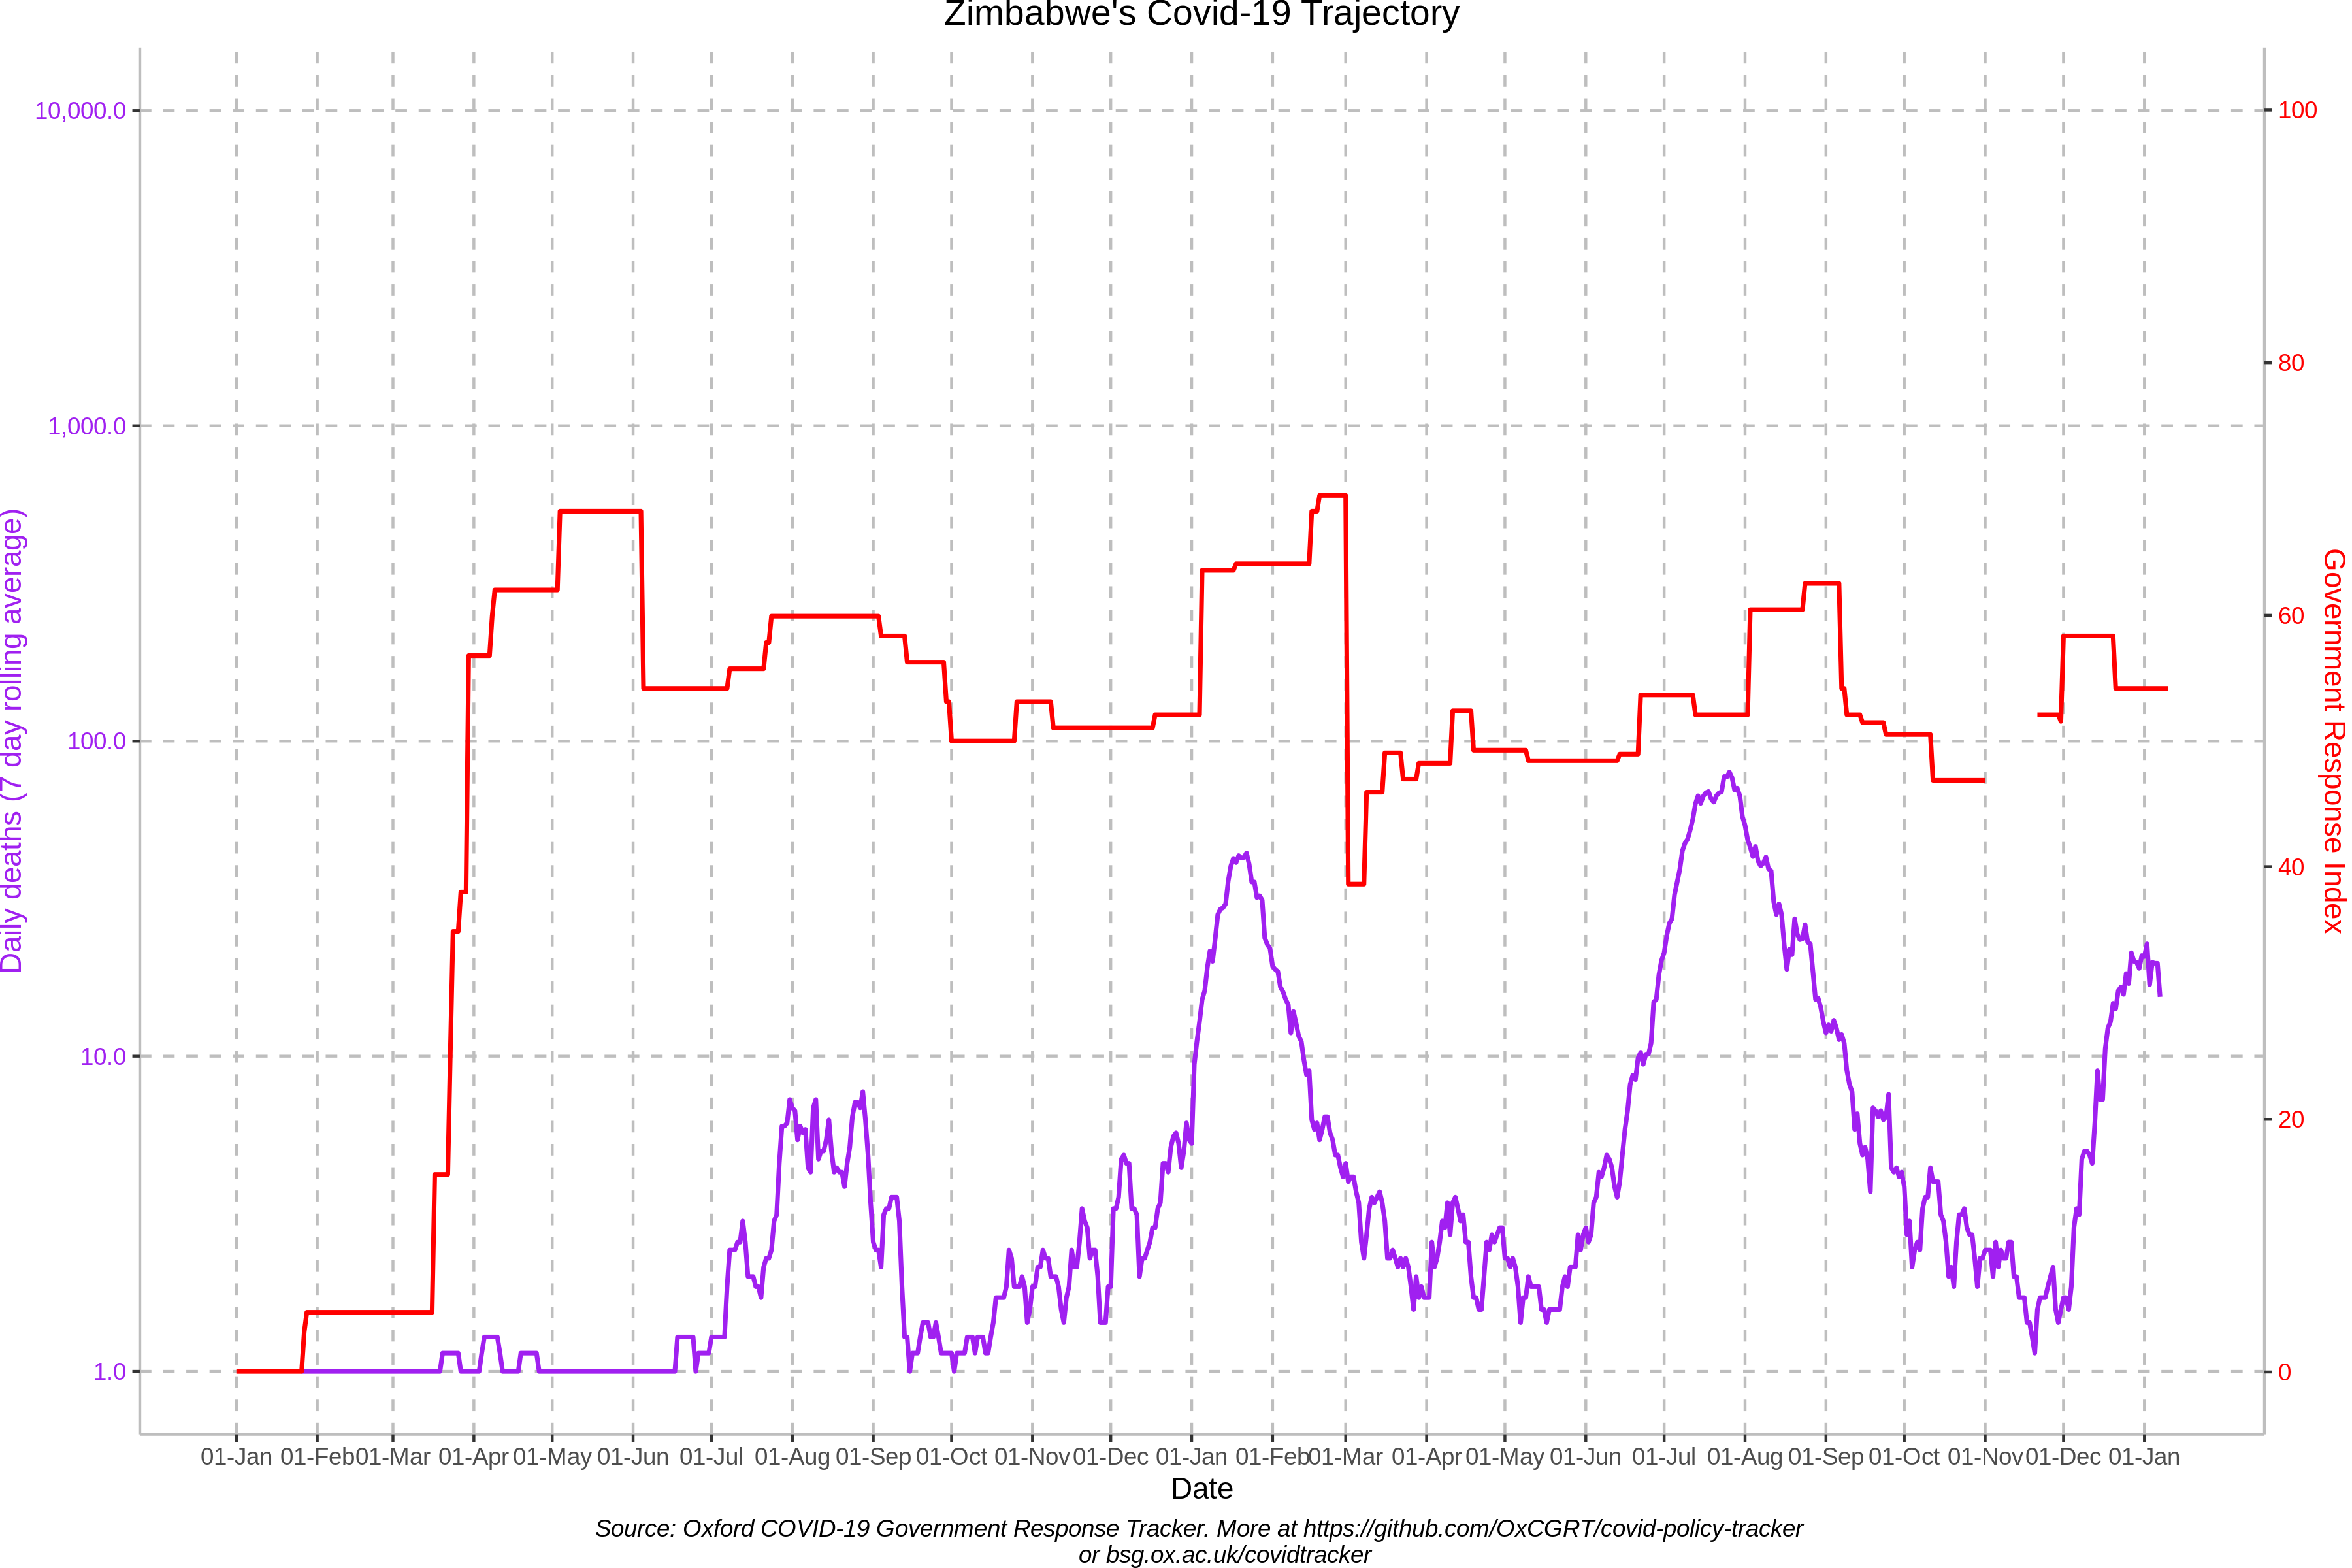 Zimbabwe's Covid-19 Trajectory
10,000.0
1,000.0
100.0
10.0
1.0
Daily deaths (7 day rolling average)
100
80
60
40
20
0
Government Response Index
01-Jan 01-Feb 01-Mar 01-Apr 01-May 01-Jun 01-Jul 01-Aug 01-Sep 01-Oct 01-Nov 01-Dec 01-Jan 01-Feb 01-Mar 01-Apr 01-May 01-Jun 01-Jul 01-Aug 01-Sep 01-Oct 01-Nov 01-Dec 01-Jan
Date
Source: Oxford COVID-19 Government Response Tracker. More at https://github.com/OxCGRT/covid-policy-tracker
or bsg.ox.ac.uk/covidtracker